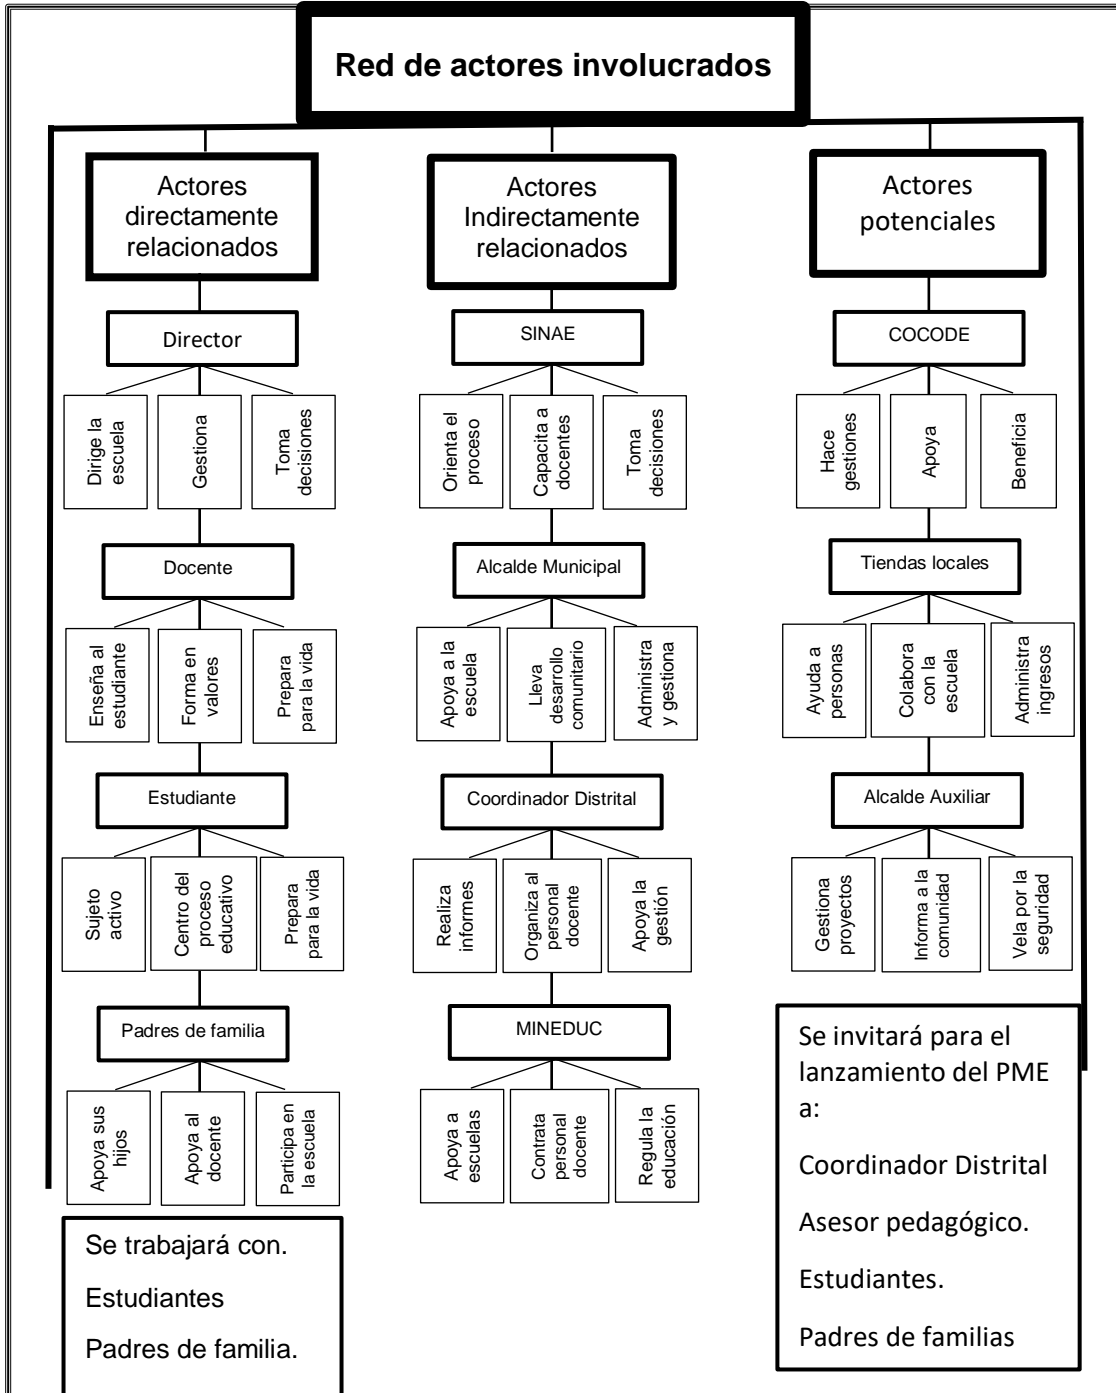 Red de actores involucrados
Actores
directamente
relacionados
Director
Dirige la
escuela
Gestiona
Toma
decisiones
Docente
Enseña al
estudiante
Forma en
valores
Prepara
para la vida
Estudiante
Sujeto
activo
Centro del
proceso
educativo
Prepara
para la vida
Padres de familia
Apoya sus
hijos
Apoya al
docente
Participa en
la escuela
Se trabajará con.
Estudiantes
Padres de familia.
Actores
Indirectamente
relacionados
SINAE
Orienta el
proceso
Capacita a
docentes
Toma
decisiones
Alcalde Municipal
Apoya a la
escuela
Lleva
desarrollo
comunitario
Administra
y gestiona
Coordinador Distrital
Realiza
informes
Organiza al
personal
docente
Apoya la
gestión
MINEDUC
Apoya a
escuelas
Contrata
personal
docente
Regula la
educación
Actores
potenciales
COCODE
Hace
gestiones
Apoya
Beneficia
Tiendas locales
Ayuda a
personas
Colabora
con la
escuela
Administra
ingresos
Alcalde Auxiliar
Gestiona
proyectos
Informa a la
comunidad
Vela por la
seguridad
Se invitará para el
lanzamiento del PME
a:
Coordinador Distrital
Asesor pedagógico.
Estudiantes.
Padres de familias